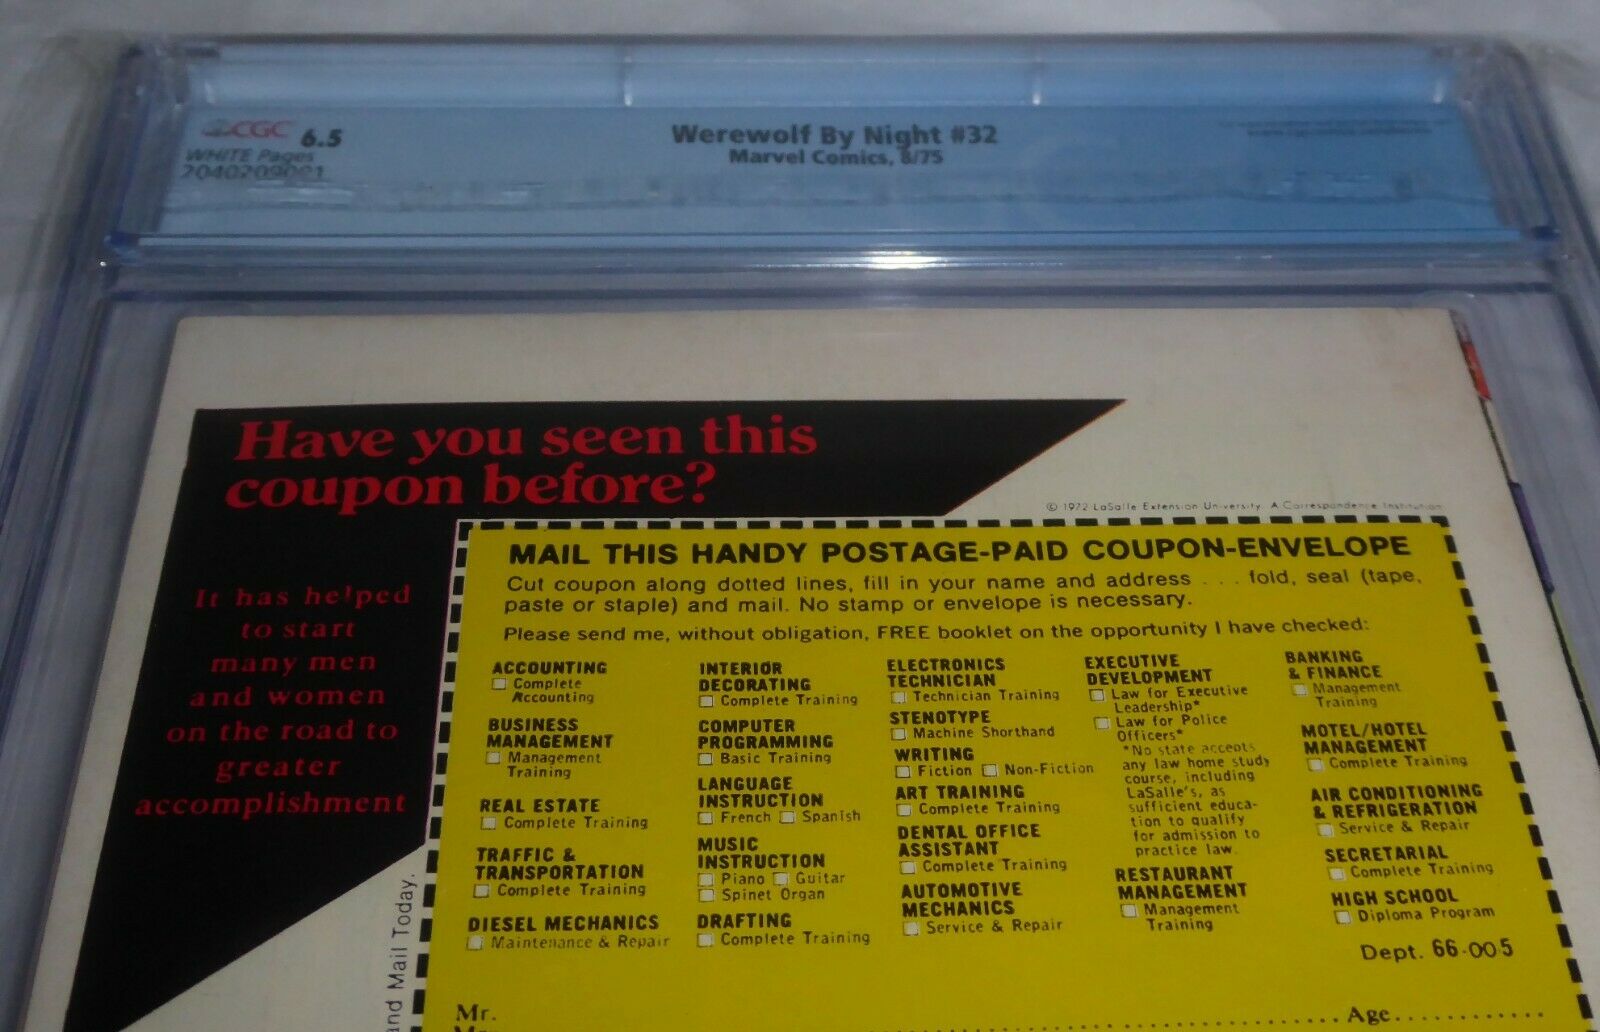 CGC 6.5
WHITE Pages
Werewolf By Night #32
Marvel Comics, 8/75
Have you seen this
coupon before?
It has helped
to start
many men
and women
on the road to
greater
accomplishment
© 1972 LaSalle Extension University A Correspondence Institution
MAIL THIS HANDY POSTAGE-PAID COUPON-ENVELOPE
Cut coupon along dotted lines, fill in your name and address . . . fold, seal (tape,
paste or staple) and mail. No stamp or envelope is necessary.
Please send me, without obligation, FREE booklet on the opportunity I have checked:
ACCOUNTING
Complete
Accounting
BUSINESS
MANAGEMENT
Management
Training
REAL ESTATE
Complete Training
TRAFFIC &
TRANSPORTATION
Complete Training
DIESEL MECHANICS
Maintenance & Repair
INTERIOR
DECORATING
Complete Training
COMPUTER
PROGRAMMING
Basic Training
LANGUAGE
INSTRUCTION
French Spanish
MUSIC
INSTRUCTION
Piano Guitar
Spinet Organ
DRAFTING
Complete Training
ELECTRONICS
TECHNICIAN
Technician Training
STENOTYPE
Machine Shorthand
WRITING
Fiction Non-Fiction
ART TRAINING
Complete Training
DENTAL OFFICE
ASSISTANT
Complete Training
AUTOMOTIVE
MECHANICS
Service & Repair
EXECUTIVE
DEVELOPMENT
Law for Executive
Leadership*
Law for Police
Officers*
*No state accepts
any law home study
course, including
LaSalle's, as
sufficient educa-
tion to qualify
for admission to
practice law.
RESTAURANT
MANAGEMENT
Management
Training
BANKING
& FINANCE
Management
Training
MOTEL/HOTEL
MANAGEMENT
Complete Training
AIR CONDITIONING
& REFRIGERATION
Service & Repair
SECRETARIAL
Complete Training
HIGH SCHOOL
Diploma Program
Dept. 66-005
and Mail Today.
Mr.
Age